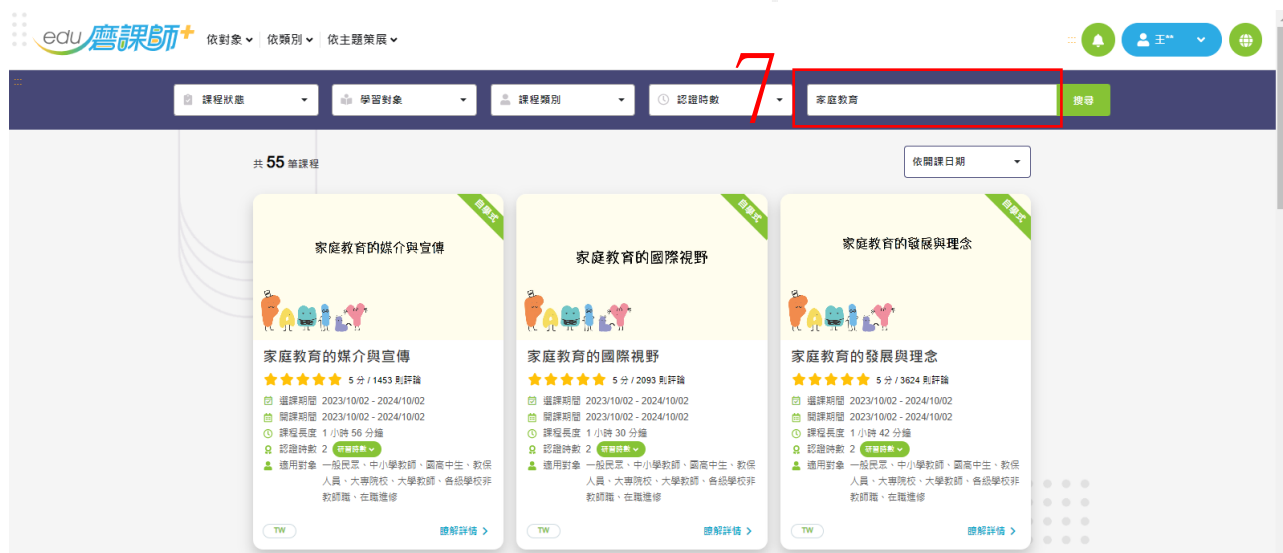 edu磨課師+
依對象
依類別
依主題策展
王**
7
課程狀態
學習對象
課程類別
認證時數
家庭教育
搜尋
共 55 筆課程
依開課日期
自學式
家庭教育的媒介與宣傳
家庭教育的媒介與宣傳
5 分 / 1453 則評論
選課期間 2023/10/02 - 2024/10/02
開課期間 2023/10/02 - 2024/10/02
課程長度 1 小時 56 分鐘
認證時數 2 研習時數
適用對象 一般民眾、中小學教師、國高中生、教保
人員、大專院校、大學教師、各級學校非
教師職、在職進修
TW
瞭解詳情
自學式
家庭教育的國際視野
家庭教育的國際視野
5 分 / 2093 則評論
選課期間 2023/10/02 - 2024/10/02
開課期間 2023/10/02 - 2024/10/02
課程長度 1 小時 30 分鐘
認證時數 2 研習時數
適用對象 一般民眾、中小學教師、國高中生、教保
人員、大專院校、大學教師、各級學校非
教師職、在職進修
TW
瞭解詳情
自學式
家庭教育的發展與理念
家庭教育的發展與理念
5 分 / 3624 則評論
選課期間 2023/10/02 - 2024/10/02
開課期間 2023/10/02 - 2024/10/02
課程長度 1 小時 42 分鐘
認證時數 2 研習時數
適用對象 一般民眾、中小學教師、國高中生、教保
人員、大專院校、大學教師、各級學校非
教師職、在職進修
TW
瞭解詳情